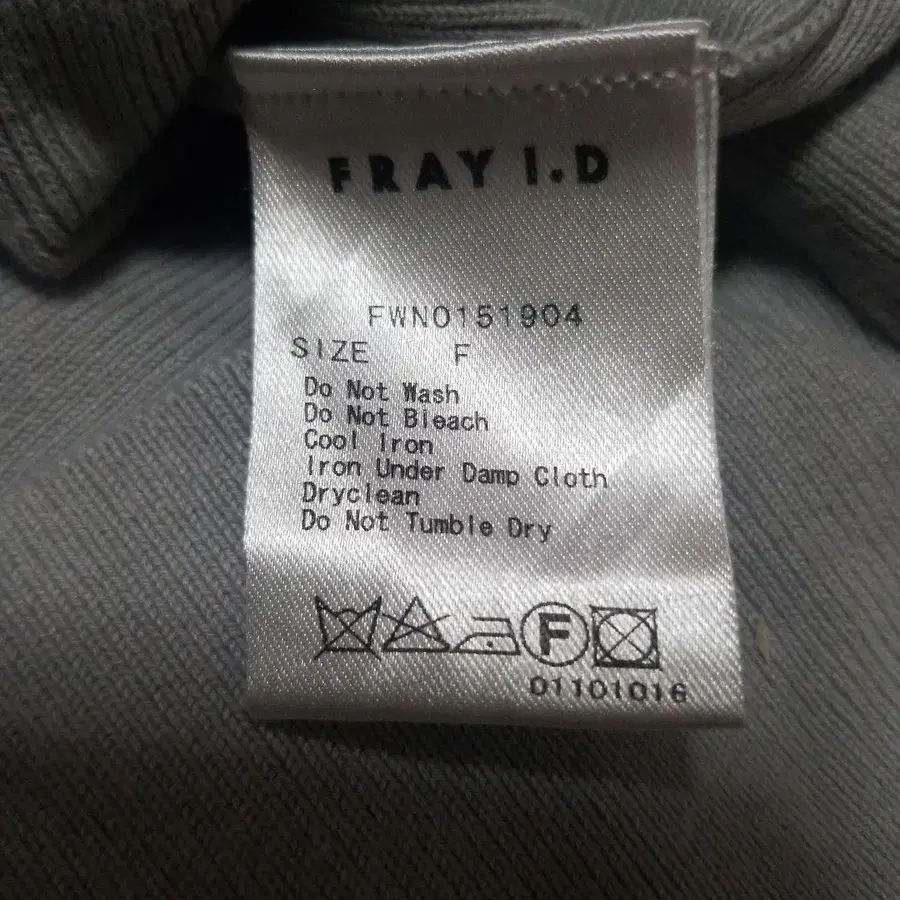 FRAY I.D
FWNO151904
SIZE F
Do Not Wash
Do Not Bleach
Cool Iron
Iron Under Damp Cloth
Dryclean
Do Not Tumble Dry
F
01101016